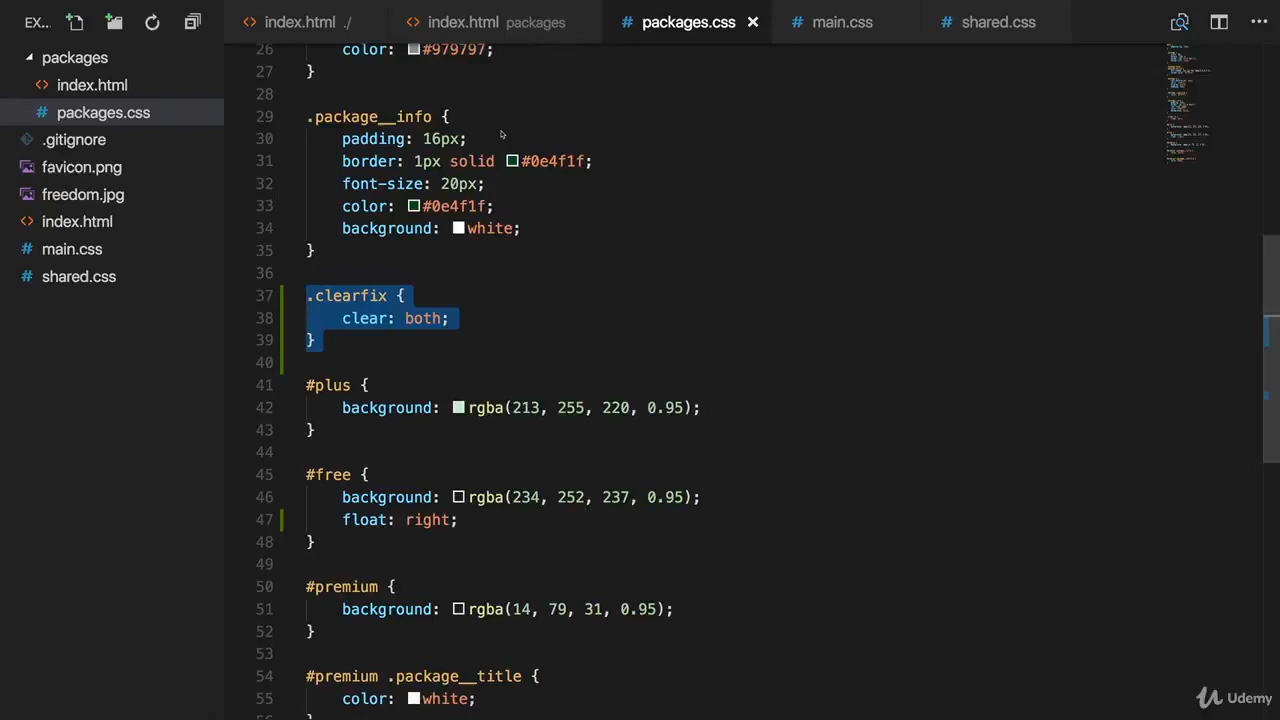 EX...
index.html ./
index.html packages
packages.css
main.css
shared.css
packages
index.html
packages.css
.gitignore
favicon.png
freedom.jpg
index.html
main.css
shared.css
26 color: #979797;
27 }
28
29 .package__info {
30 padding: 16px;
31 border: 1px solid #0e4f1f;
32 font-size: 20px;
33 color: #0e4f1f;
34 background: white;
35 }
36
37 .clearfix {
38 clear: both;
39 }
40
41 #plus {
42 background: rgba(213, 255, 220, 0.95);
43 }
44
45 #free {
46 background: rgba(234, 252, 237, 0.95);
47 float: right;
48 }
49
50 #premium {
51 background: rgba(14, 79, 31, 0.95);
52 }
53
54 #premium .package__title {
55 color: white;
56 }
Udemy